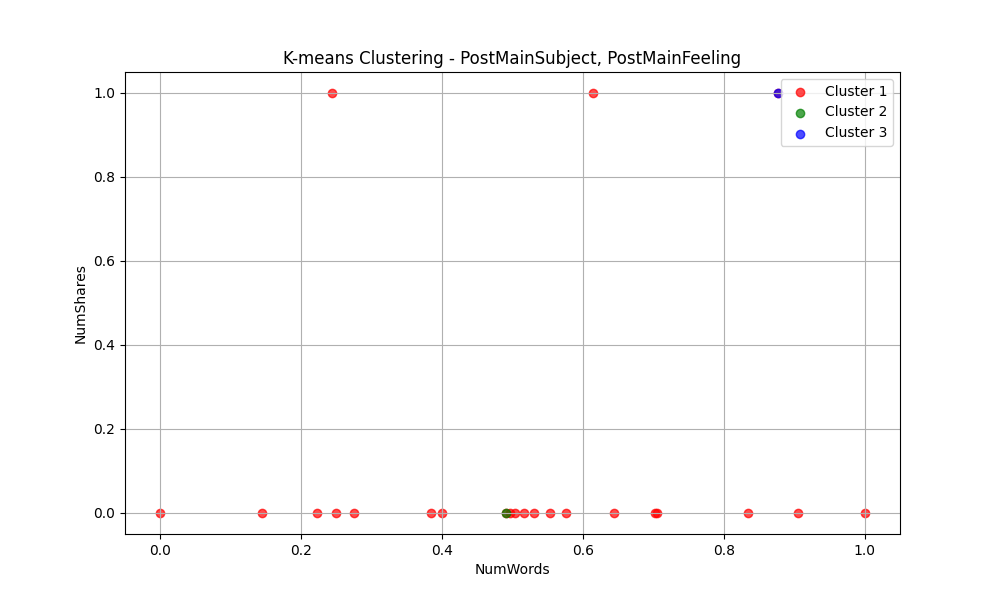 K-means Clustering - PostMainSubject, PostMainFeeling
Cluster 1
Cluster 2
Cluster 3
1.0
0.8
0.6
0.4
0.2
0.0
NumShares
0.0 0.2 0.4 0.6 0.8 1.0
NumWords